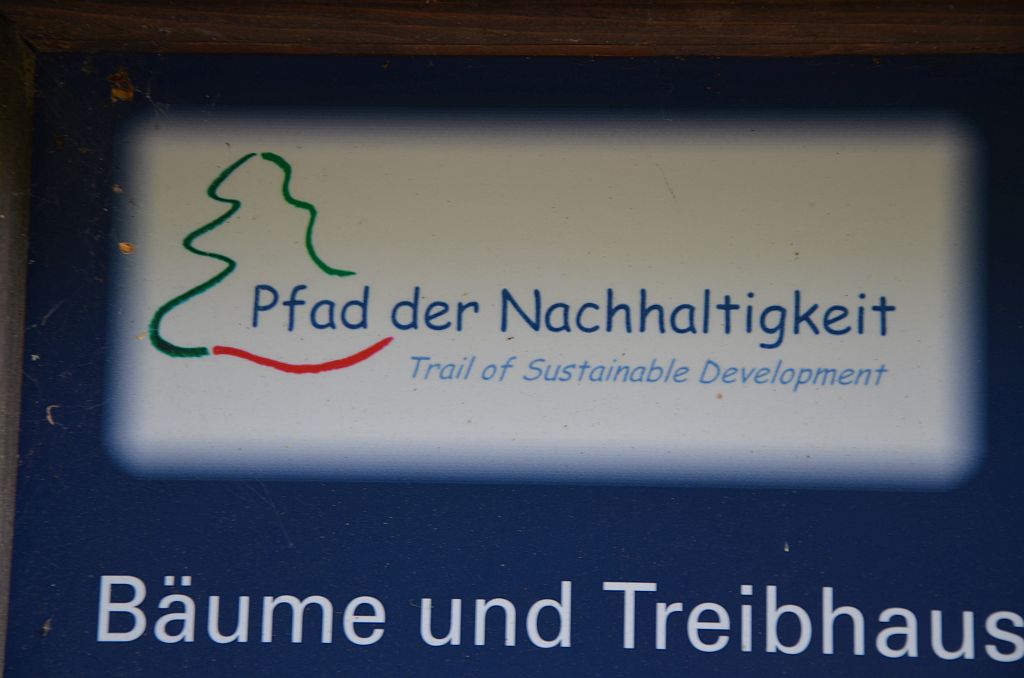 Pfad der Nachhaltigkeit
Trail of Sustainable Development
Bäume und Treibhaus